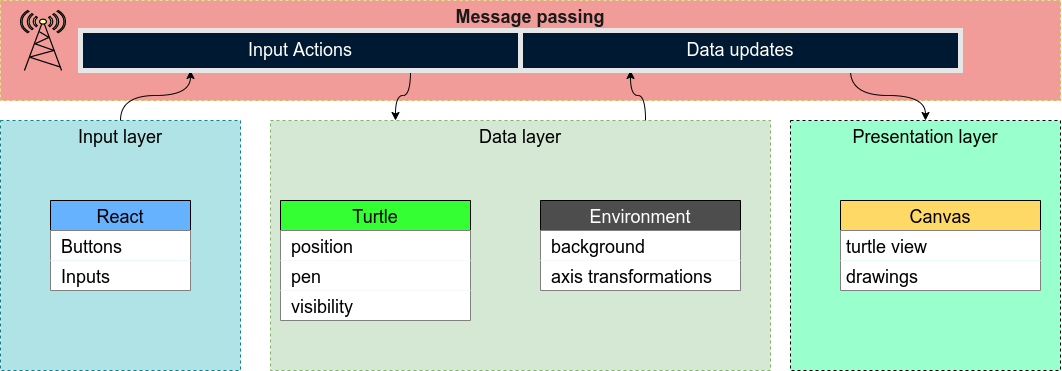 Message passing
Input Actions
Data updates
Input layer
Data layer
Presentation layer
React
Buttons
Inputs
Turtle
position
pen
visibility
Environment
background
axis transformations
Canvas
turtle view
drawings